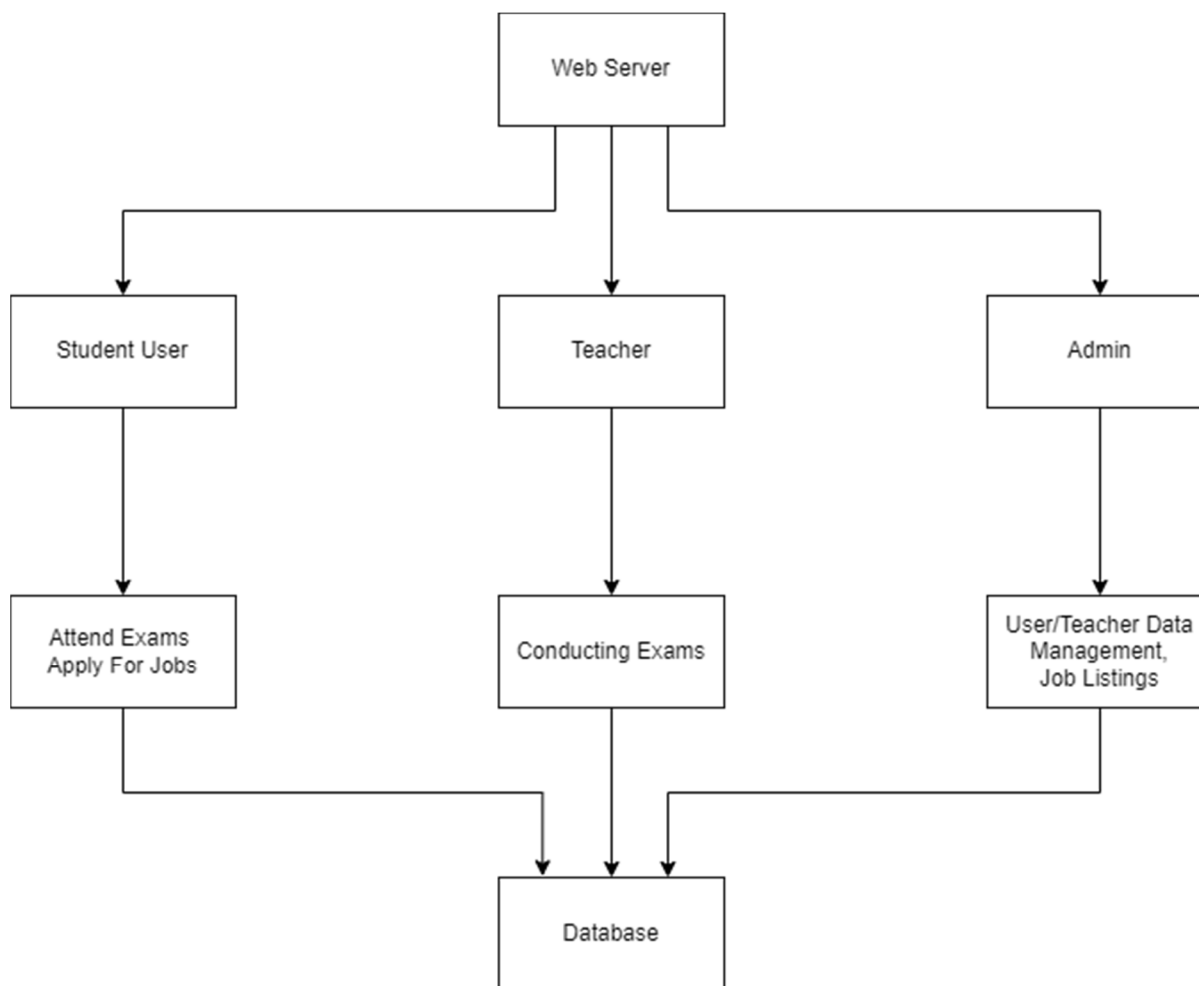 Web Server
Student User
Teacher
Admin
Attend Exams
Apply For Jobs
Conducting Exams
User/Teacher Data
Management,
Job Listings
Database